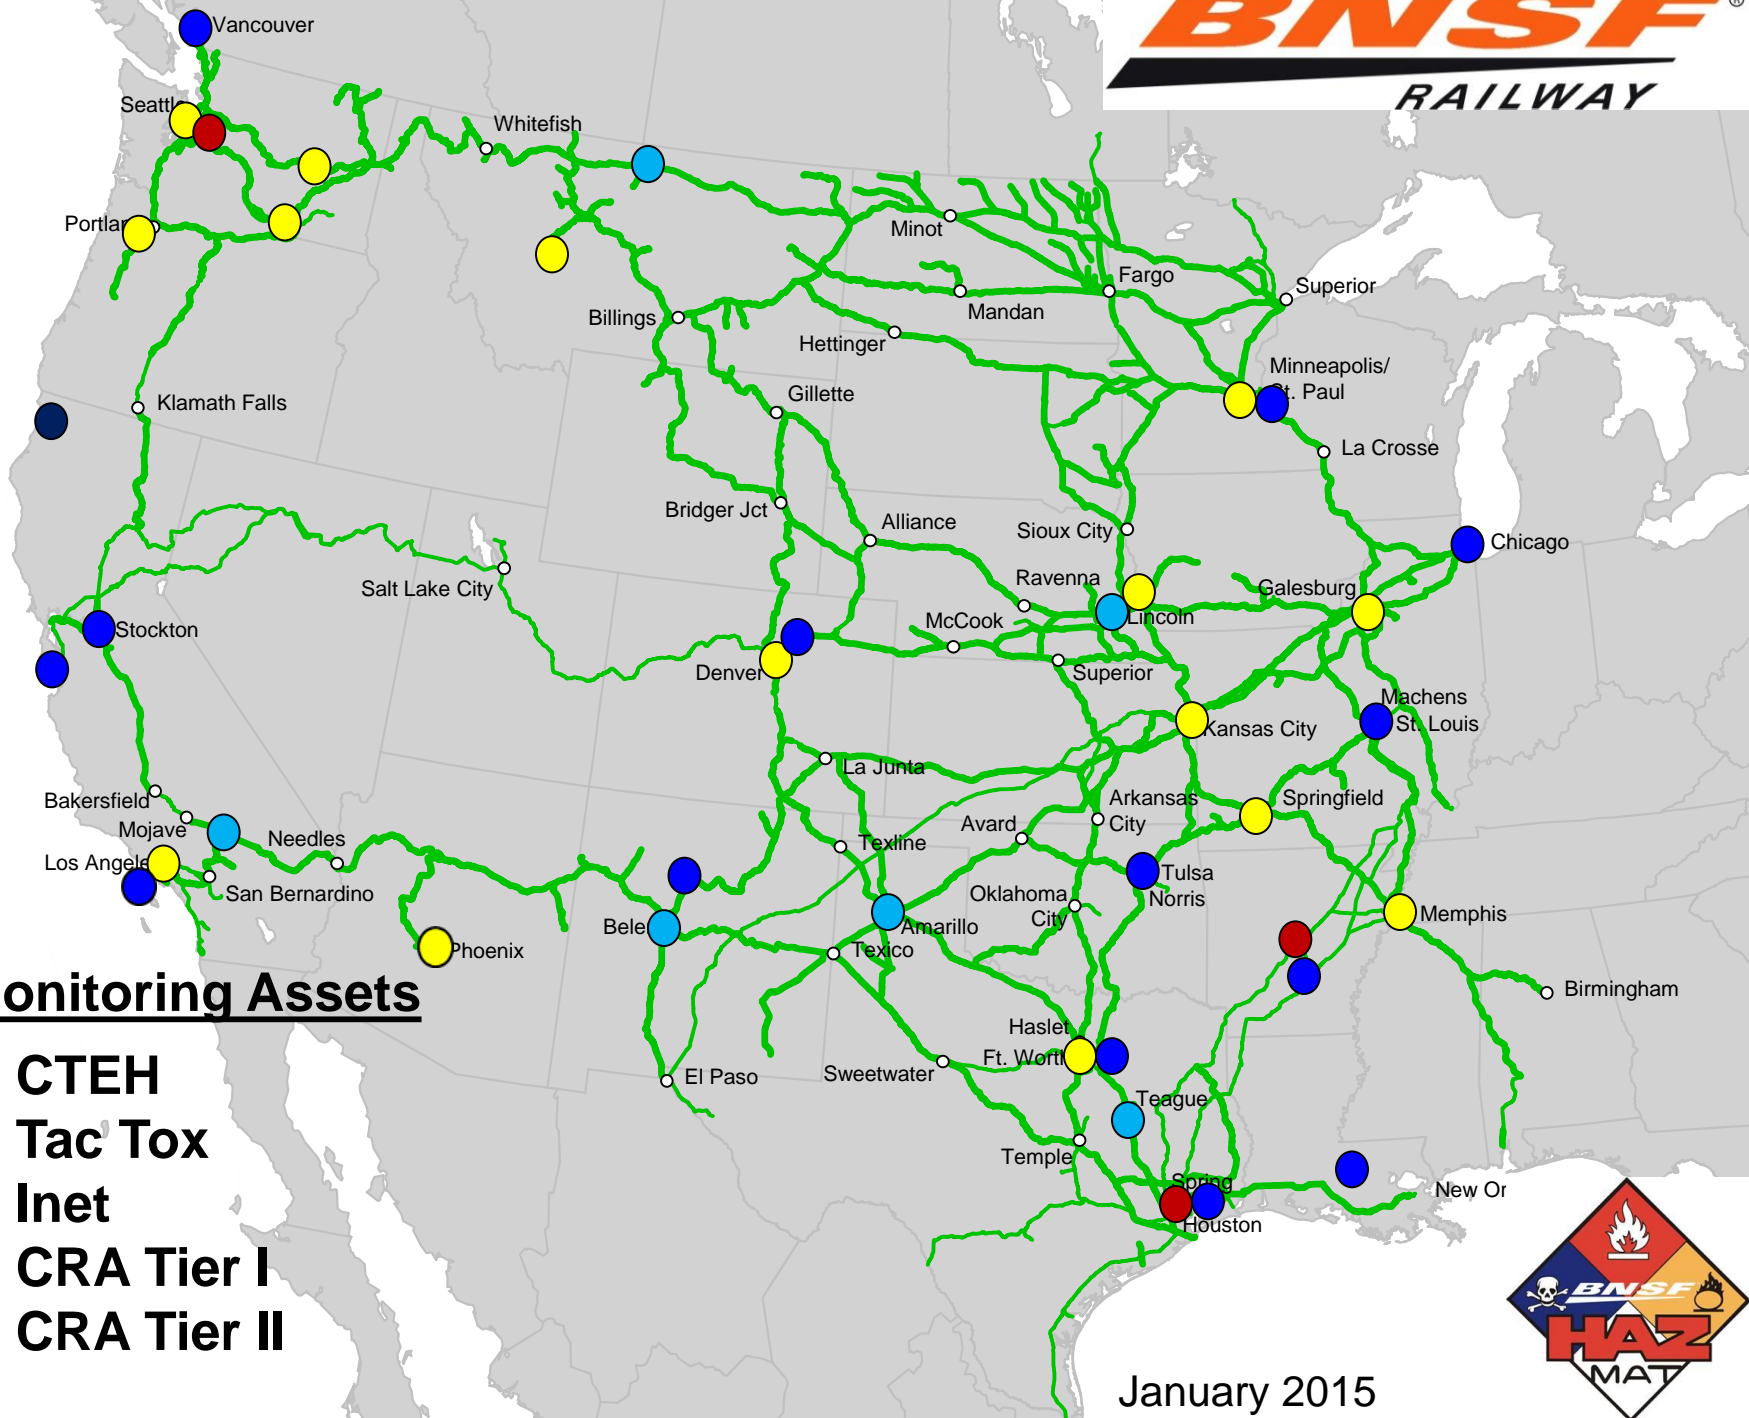 BNSF®
RAILWAY
Vancouver
Seattle
Whitefish
Portlar
Minot
Fargo
Superior
Mandan
Billings
Hettinger
Minneapolis/
St. Paul
Gillette
Klamath Falls
La Crosse
Bridger Jct
Alliance
Sioux City
Chicago
Salt Lake City
Ravenna
Galesburg
Lincoln
McCook
Stockton
Denver
Superior
Machens
St. Louis
Kansas City
La Junta
Bakersfield
Arkansas
City
Springfield
Mojave
Needles
Avard
Texline
Los Angele
San Bernardino
Tulsa
Norris
Oklahoma
City
Memphis
Bele
Amarillo
Texico
Phoenix
Birmingham
onitoring Assets
Haslet
Ft. Worth
CTEH
El Paso
Sweetwater
Teague
Tac Tox
Temple
Spring
New Or
Inet
Houston
CRA Tier I
BNSF
CRA Tier II
HAZ
MAT
January 2015